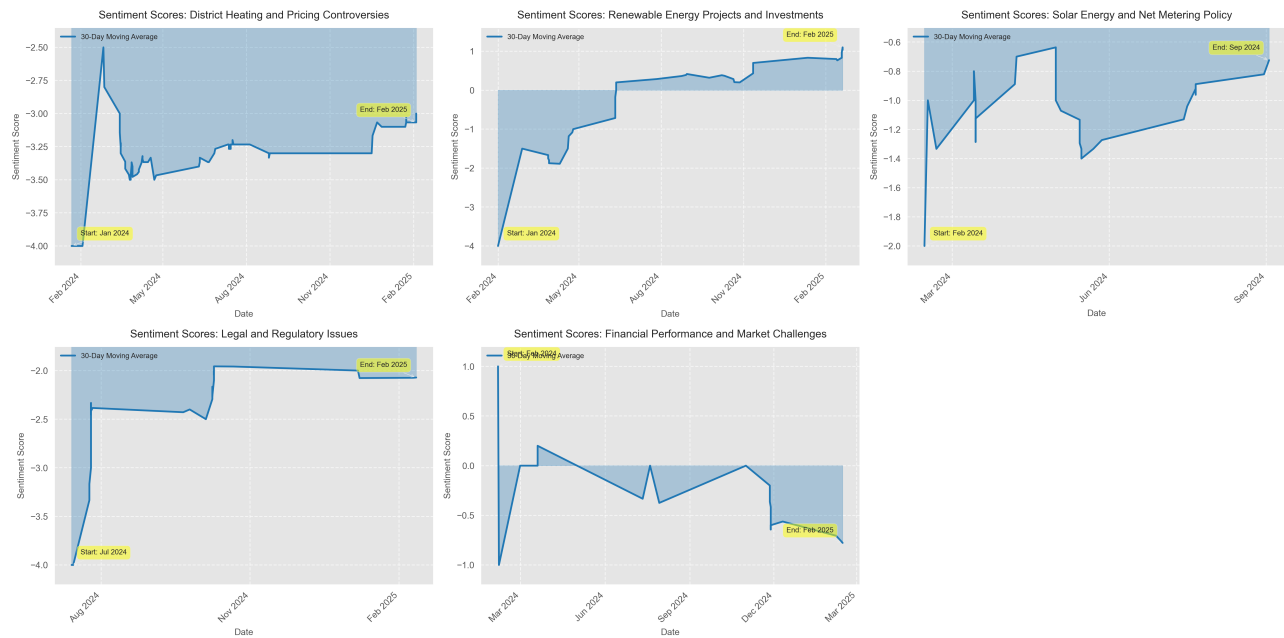 Sentiment Scores: District Heating and Pricing Controversies
30-Day Moving Average
End: Feb 2025
Start: Jan 2024
Sentiment Score
−2.50
−2.75
−3.00
−3.25
−3.50
−3.75
−4.00
Feb 2024
May 2024
Aug 2024
Nov 2024
Feb 2025
Date
Sentiment Scores: Renewable Energy Projects and Investments
30-Day Moving Average
End: Feb 2025
Start: Jan 2024
Sentiment Score
1
0
−1
−2
−3
−4
Feb 2024
May 2024
Aug 2024
Nov 2024
Feb 2025
Date
Sentiment Scores: Solar Energy and Net Metering Policy
30-Day Moving Average
End: Sep 2024
Start: Feb 2024
Sentiment Score
−0.6
−0.8
−1.0
−1.2
−1.4
−1.6
−1.8
−2.0
Mar 2024
Jun 2024
Sep 2024
Date
Sentiment Scores: Legal and Regulatory Issues
30-Day Moving Average
End: Feb 2025
Start: Jul 2024
Sentiment Score
−2.0
−2.5
−3.0
−3.5
−4.0
Aug 2024
Nov 2024
Feb 2025
Date
Sentiment Scores: Financial Performance and Market Challenges
Start: Feb 2024
30-Day Moving Average
End: Feb 2025
Sentiment Score
1.0
0.5
0.0
−0.5
−1.0
Mar 2024
Jun 2024
Sep 2024
Dec 2024
Mar 2025
Date